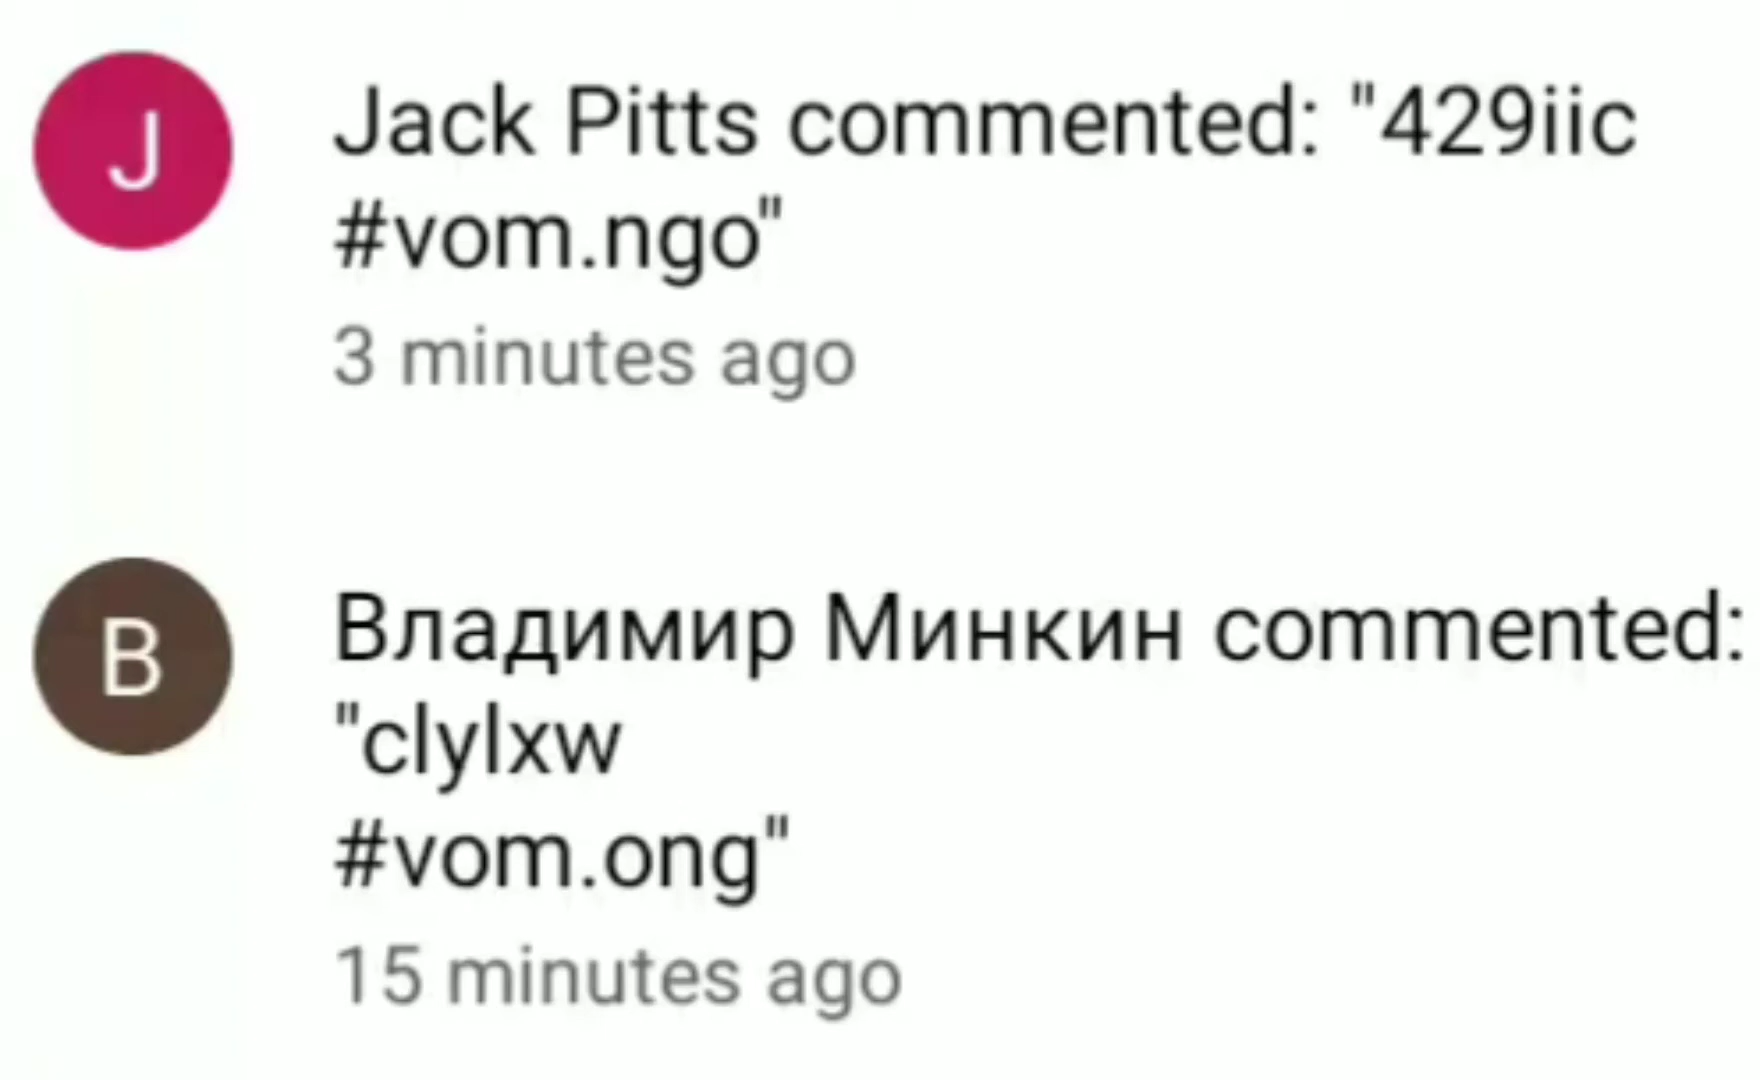 J
Jack Pitts commented: "429iic
#vom.ngo"
3 minutes ago
В
Владимир Минкин commented:
"clylxw
#vom.ong"
15 minutes ago